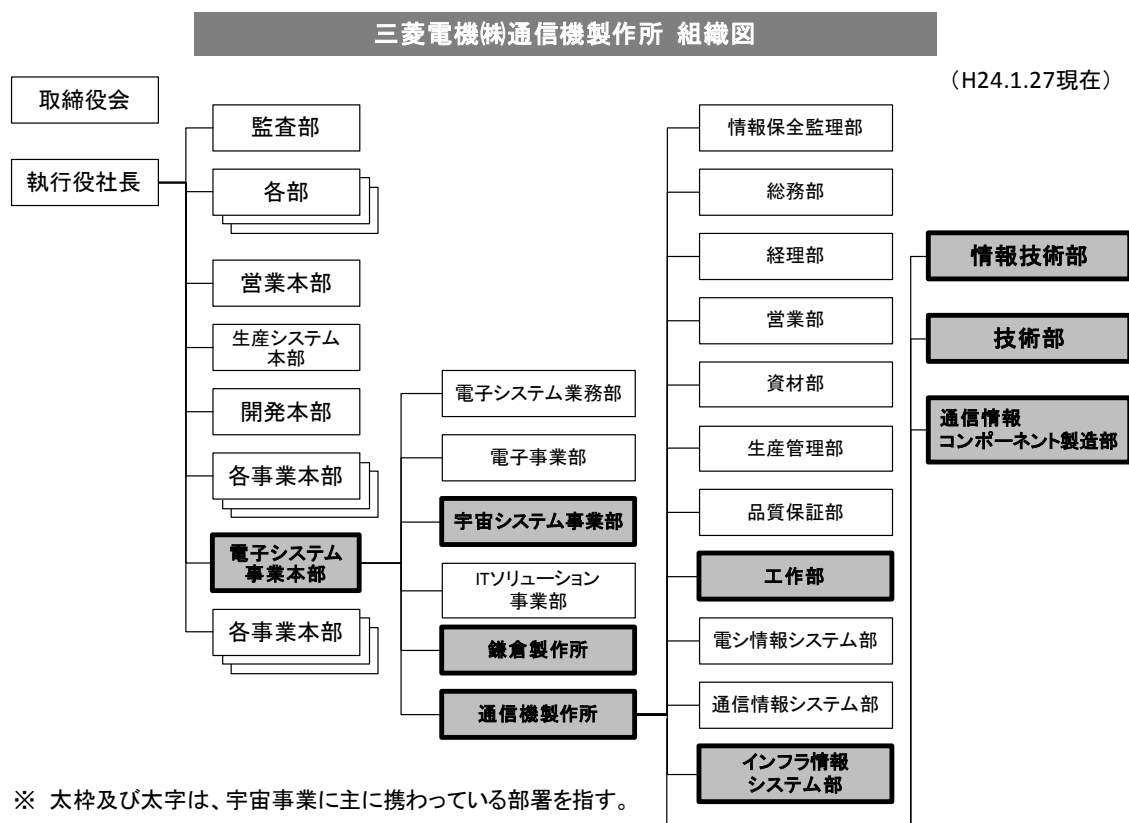 三菱電機㈱通信機製作所 組織図
（H24.1.27現在）
取締役会
執行役社長
監査部
各部
営業本部
生産システム
本部
開発本部
各事業本部
電子システム
事業本部
各事業本部
電子システム業務部
電子事業部
宇宙システム事業部
ITソリューション
事業部
鎌倉製作所
通信機製作所
情報保全監理部
総務部
経理部
営業部
資材部
生産管理部
品質保証部
工作部
電シ情報システム部
通信情報システム部
インフラ情報
システム部
情報技術部
技術部
通信情報
コンポーネント製造部
※ 太枠及び太字は、宇宙事業に主に携わっている部署を指す。